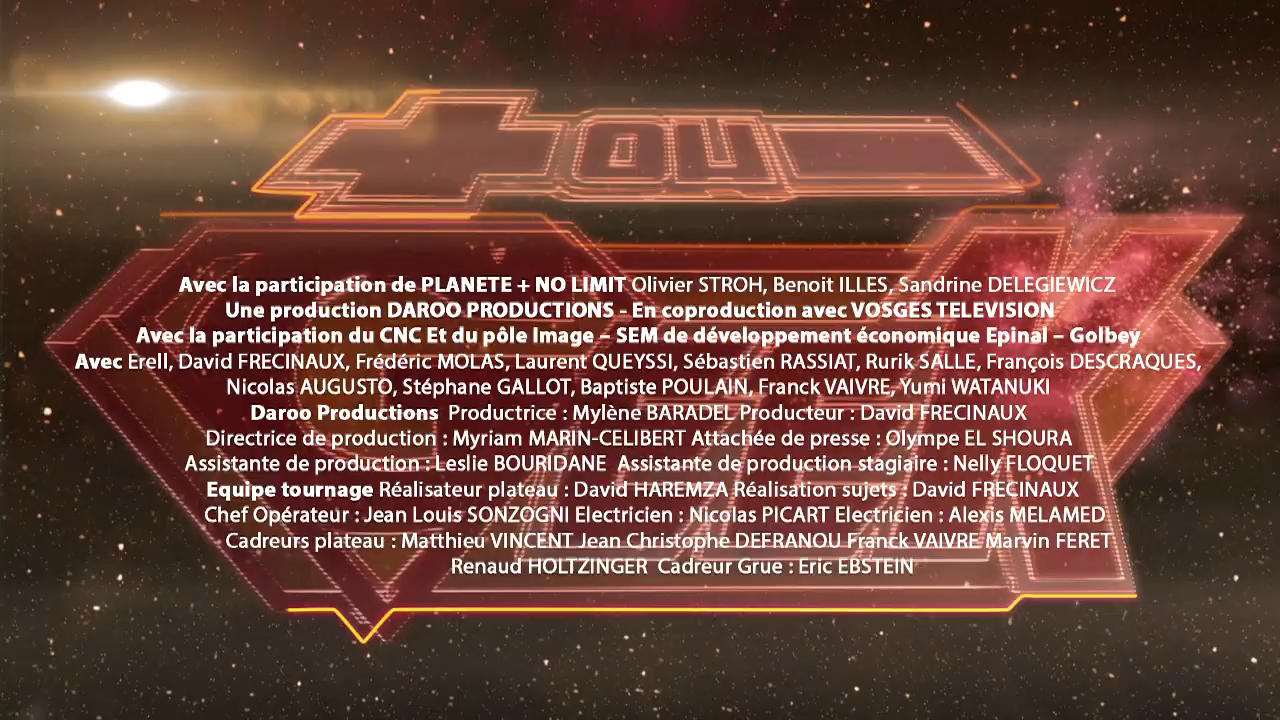 + ou -
GEEK
Avec la participation de PLANETE + NO LIMIT Olivier STROH, Benoit ILLES, Sandrine DELEGIEWICZ
Une production DAROO PRODUCTIONS - En coproduction avec VOSGES TELEVISION
Avec la participation du CNC Et du pôle Image – SEM de développement économique Epinal – Golbey
Avec Erell, David FRECINAUX, Frédéric MOLAS, Laurent QUEYSSI, Sébastien RASSIAT, Rurik SALLE, François DESCRAQUES,
Nicolas AUGUSTO, Stéphane GALLOT, Baptiste POULAIN, Franck VAIVRE, Yumi WATANUKI
Daroo Productions Productrice : Mylène BARADEL Producteur : David FRECINAUX
Directrice de production : Myriam MARIN-CELIBERT Attachée de presse : Olympe EL SHOURA
Assistante de production : Leslie BOURIDANE Assistante de production stagiaire : Nelly FLOQUET
Equipe tournage Réalisateur plateau : David HAREMZA Réalisation sujets : David FRECINAUX
Chef Opérateur : Jean Louis SONZOGNI Electricien : Nicolas PICART Electricien : Alexis MELAMED
Cadreurs plateau : Matthieu VINCENT Jean Christophe DEFRANOU Franck VAIVRE Marvin FERET
Renaud HOLTZINGER Cadreur Grue : Eric EBSTEIN